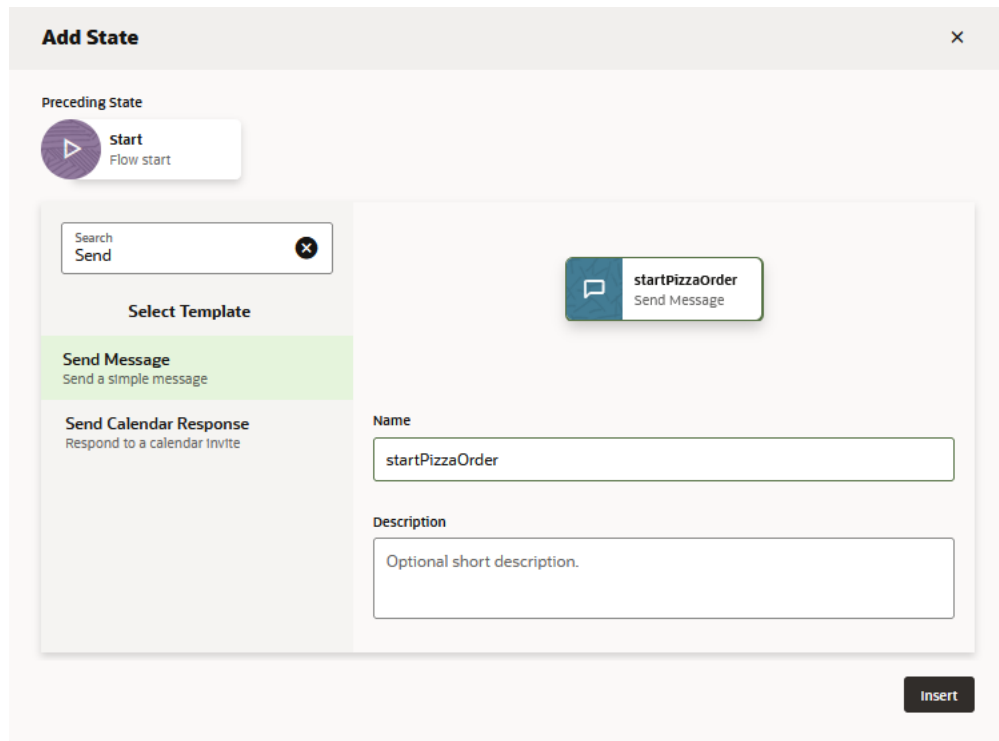 Add State
Preceding State
Start
Flow start
Search
Send
Select Template
Send Message
Send a simple message
Send Calendar Response
Respond to a calendar invite
startPizzaOrder
Send Message
Name
startPizzaOrder
Description
Optional short description.
Insert